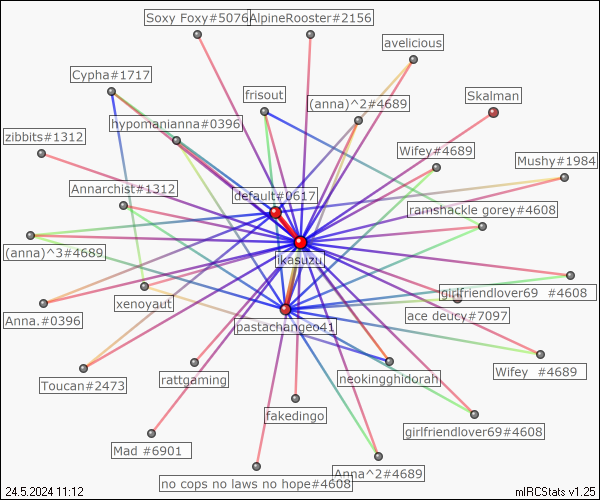 Soxy Foxy#5076
AlpineRooster#2156
avelicious
Cypha#1717
frisout
(anna)^2#4689
Skalman
hypomanianna#0396
zibbits#1312
Wifey#4689
Mushy#1984
Annarchist#1312
default#0617
ramshackle gorey#4608
(anna)^3#4689
ikasuzu
girlfriendlover69 #4608
Anna.#0396
xenoyaut
ace deucy#7097
pastachangeo41
Toucan#2473
rattgaming
neokingghidorah
Wifey #4689
fakedingo
girlfriendlover69#4608
Mad #6901
Anna^2#4689
no cops no laws no hope#4608
24.5.2024 11:12
mIRCStats v1.25